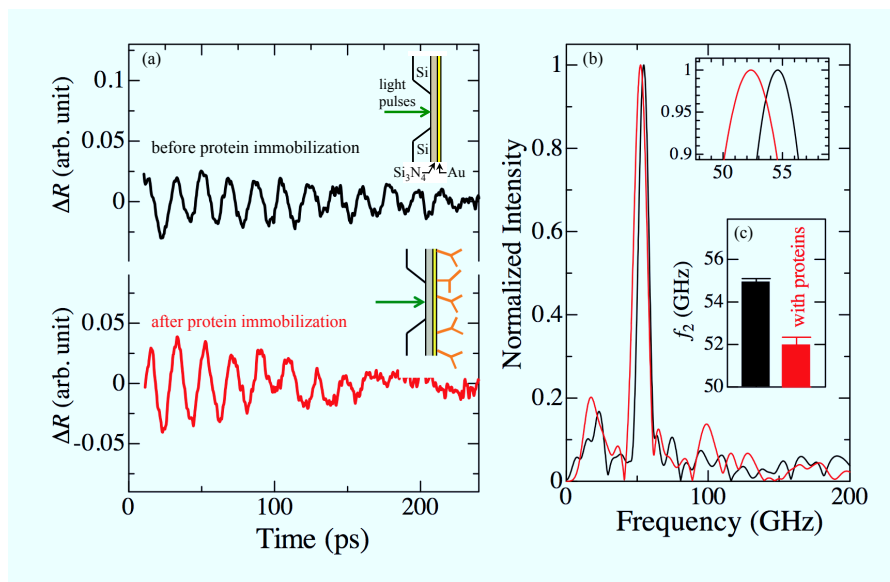 (a)
0.1
0.05
0
ΔR (arb. unit)
before protein immobilization
light
pulses
Si
Si
Si₃N₄
Au
0.05
0
-0.05
ΔR (arb. unit)
after protein immobilization
0
50
100
150
200
Time (ps)
(b)
1
0.8
0.6
0.4
0.2
0
Normalized Intensity
0
100
200
Frequency (GHz)
1
0.95
0.9
50
55
(c)
56
54
52
50
f₂ (GHz)
with proteins